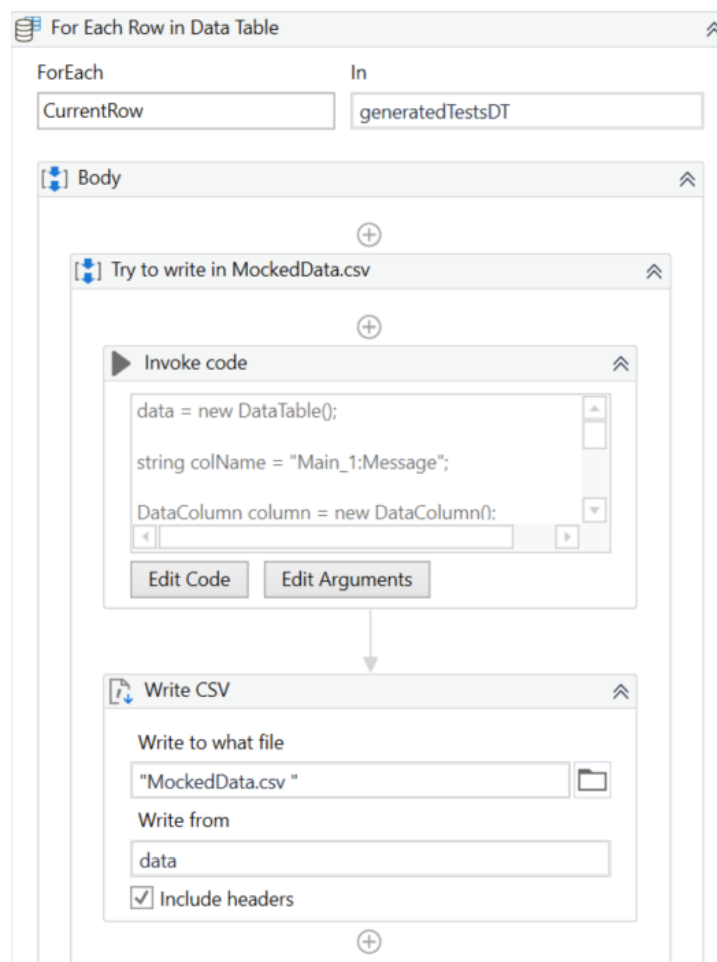 For Each Row in Data Table
ForEach In
CurrentRow generatedTestsDT
Body
Try to write in MockedData.csv
Invoke code
data = new DataTable();
string colName = "Main_1:Message";
DataColumn column = new DataColumn();
Edit Code Edit Arguments
Write CSV
Write to what file
"MockedData.csv "
Write from
data
Include headers